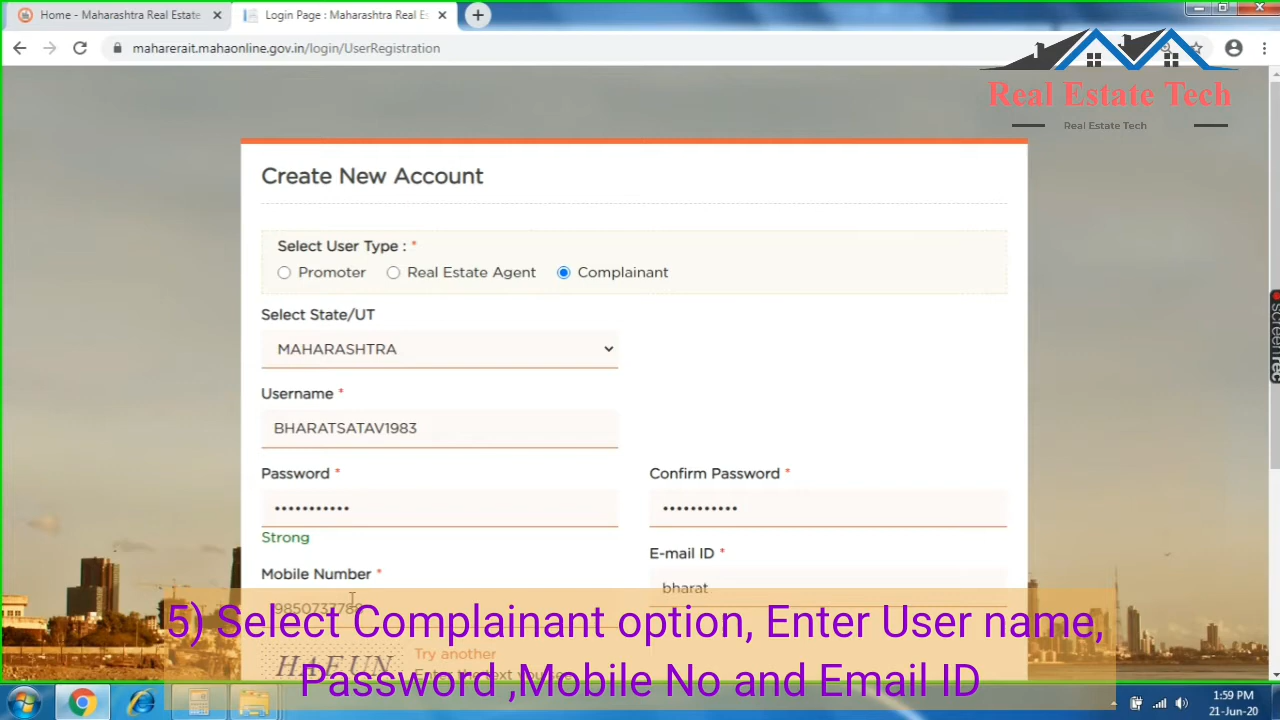 Home - Maharashtra Real Estate
Login Page : Maharashtra Real Es
maharerait.mahaonline.gov.in/login/UserRegistration
Real Estate Tech
Real Estate Tech
Create New Account
Select User Type : *
Promoter Real Estate Agent Complainant
Select State/UT
MAHARASHTRA
Username *
BHARATSATAV1983
Password * Confirm Password *
••••••••••• •••••••••••
Strong
E-mail ID *
Mobile Number *
bharat
Try another
5) Select Complainant option, Enter User name,
Password ,Mobile No and Email ID
screenrec
1:59 PM
21-Jun-20